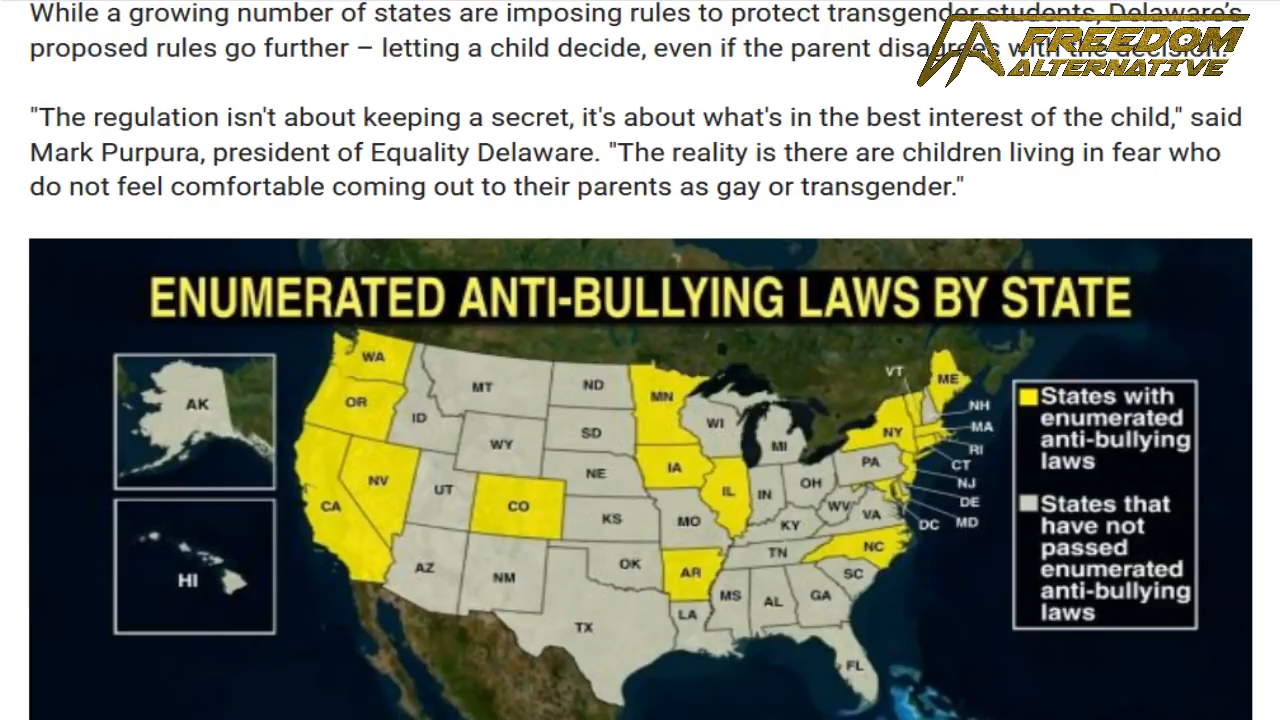 While a growing number of states are imposing rules to protect transgender students, Delaware's
proposed rules go further – letting a child decide, even if the parent disagrees with the decision.
FREEDOM
ALTERNATIVE
"The regulation isn't about keeping a secret, it's about what's in the best interest of the child," said
Mark Purpura, president of Equality Delaware. "The reality is there are children living in fear who
do not feel comfortable coming out to their parents as gay or transgender."
ENUMERATED ANTI-BULLYING LAWS BY STATE
WA
MT
ND
MN
VT
ME
AK
OR
ID
SD
WI
MI
NY
NH
MA
RI
WY
NE
IA
PA
CT
NJ
NV
UT
CO
IL
IN
OH
DE
CA
KS
MO
KY
WV
VA
DC
MD
HI
AZ
NM
OK
AR
TN
NC
TX
LA
MS
AL
GA
SC
FL
States with
enumerated
anti-bullying
laws
States that
have not
passed
enumerated
anti-bullying
laws